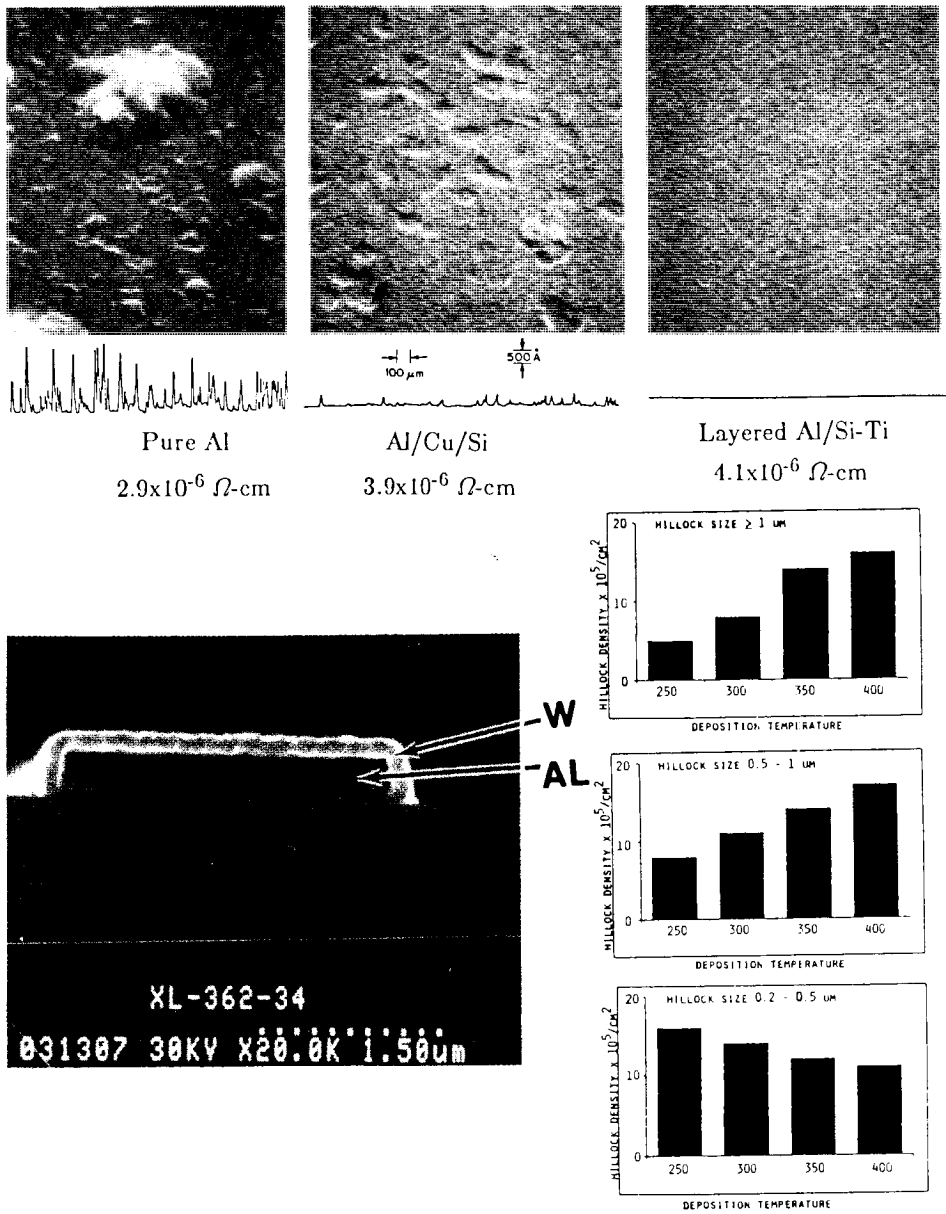 100 μm
500 Å
Pure Al
2.9x10⁻⁶ Ω-cm
Al/Cu/Si
3.9x10⁻⁶ Ω-cm
Layered Al/Si-Ti
4.1x10⁻⁶ Ω-cm
HILLOCK SIZE ≥ 1 UM
HILLOCK DENSITY X 10⁵/CM²
20
10
0
250 300 350 400
DEPOSITION TEMPERATURE
W
AL
HILLOCK SIZE 0.5 - 1 UM
HILLOCK DENSITY X 10⁵/CM²
20
10
0
250 300 350 400
DEPOSITION TEMPERATURE
XL-362-34
031307 30KV X20.0K 1.50um
HILLOCK SIZE 0.2 - 0.5 UM
HILLOCK DENSITY X 10⁵/CM²
20
10
0
250 300 350 400
DEPOSITION TEMPERATURE